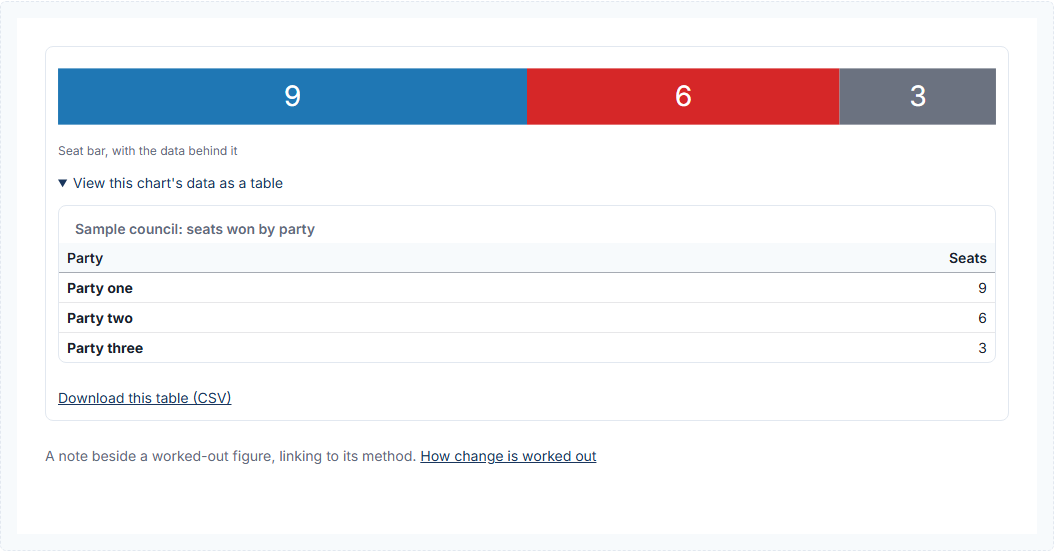 9 6 3
Seat bar, with the data behind it
▼ View this chart's data as a table
Sample council: seats won by party
Party Seats
Party one 9
Party two 6
Party three 3
Download this table (CSV)
A note beside a worked-out figure, linking to its method. How change is worked out